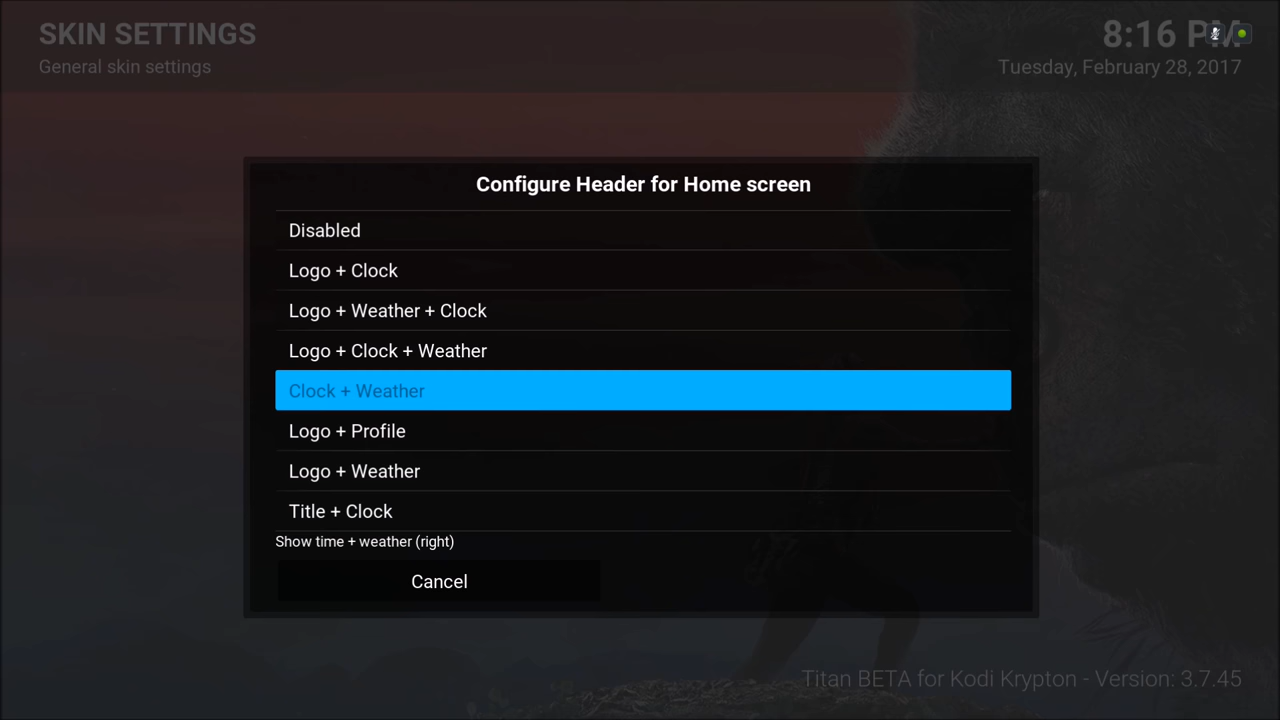 SKIN SETTINGS
General skin settings
8:16 PM
Tuesday, February 28, 2017
Configure Header for Home screen
Disabled
Logo + Clock
Logo + Weather + Clock
Logo + Clock + Weather
Clock + Weather
Logo + Profile
Logo + Weather
Title + Clock
Show time + weather (right)
Cancel
Titan BETA for Kodi Krypton - Version: 3.7.45